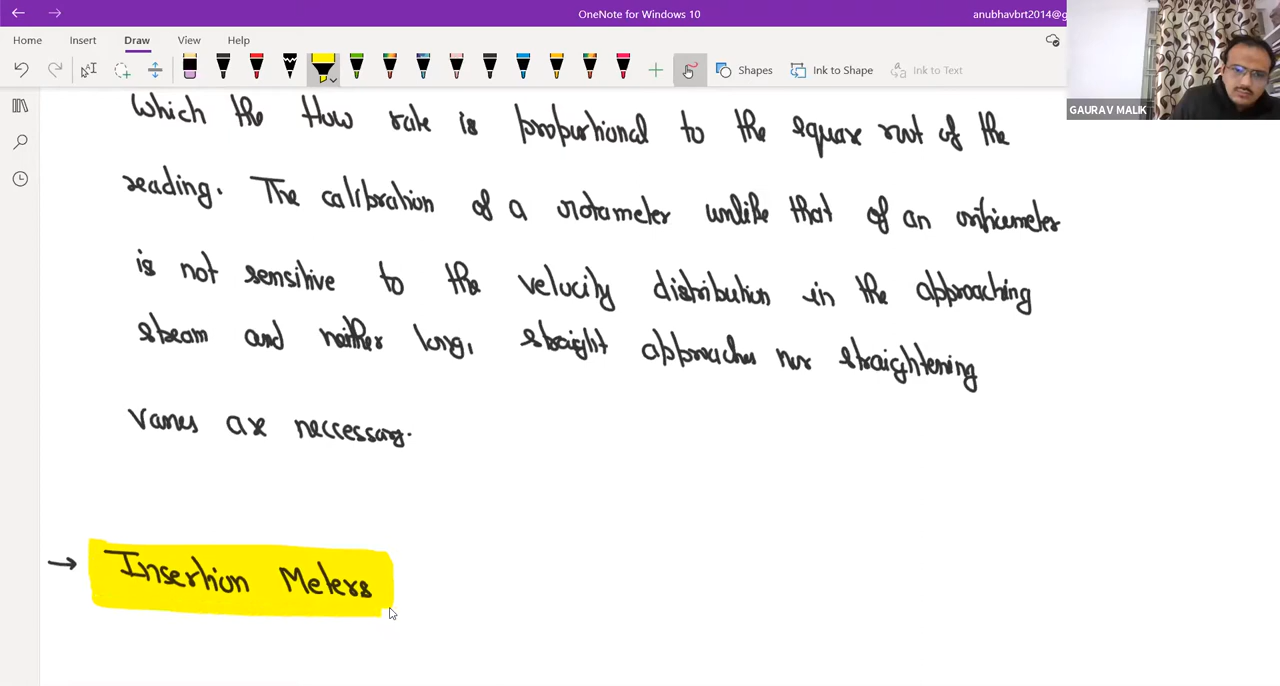 OneNote for Windows 10
anubhavbrt2014@g
Home Insert Draw View Help
Shapes Ink to Shape Ink to Text
GAURAV MALIK
Which the flow rate is proportional to the square root of the
reading. The calibration of a rotameter unlike that of an orificemeter
is not sensitive to the velocity distribution in the approaching
stream and neither long, straight approaches nor straightening
vanes are neccessary.
→ Insertion Meters